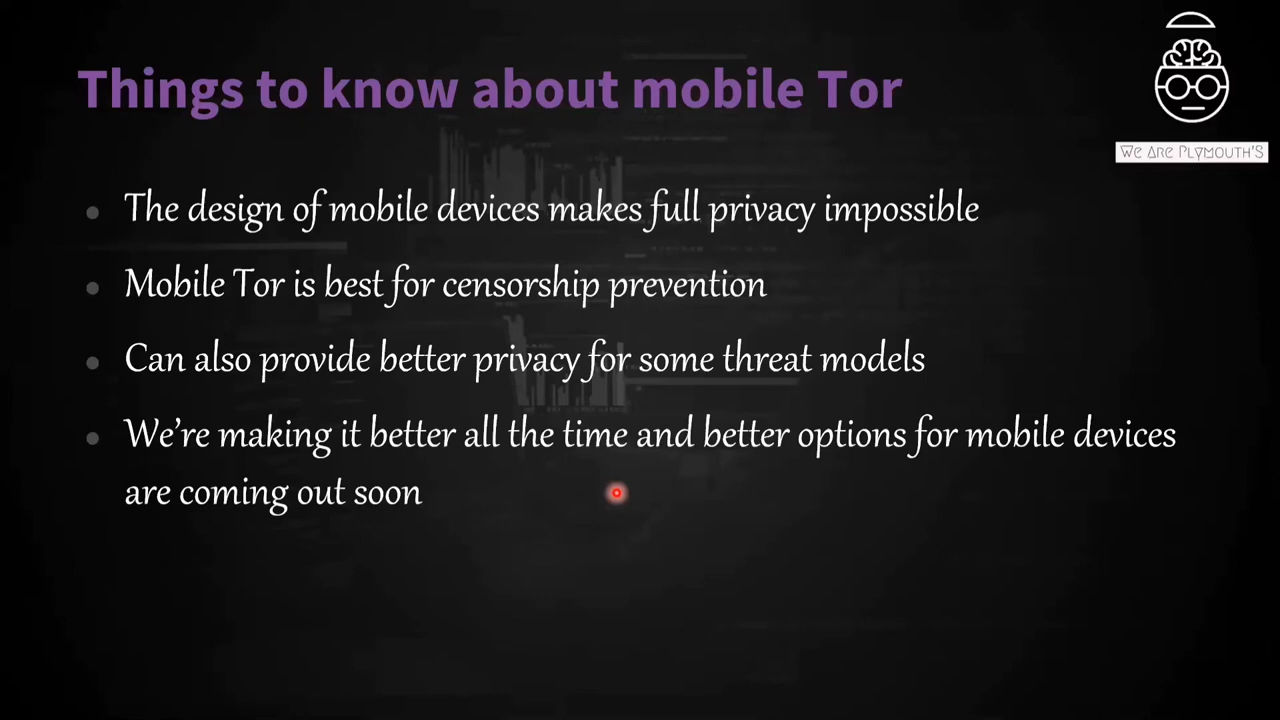 Things to know about mobile Tor
We Are Plymouth's
The design of mobile devices makes full privacy impossible
Mobile Tor is best for censorship prevention
Can also provide better privacy for some threat models
We're making it better all the time and better options for mobile devices
are coming out soon